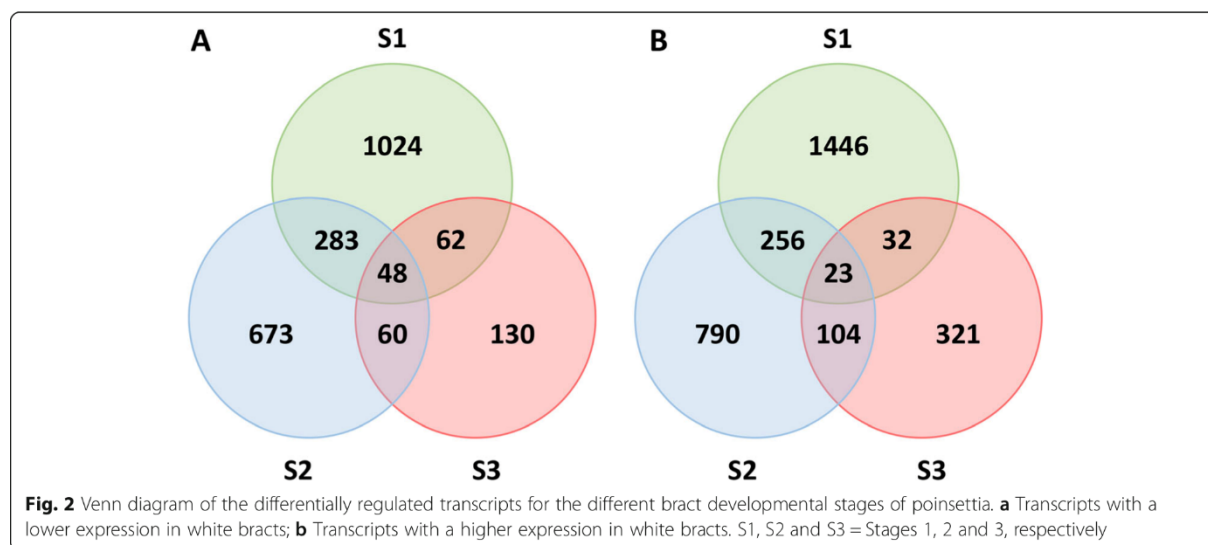 A
S1
1024
283
62
48
673
60
130
S2
S3
B
S1
1446
256
32
23
790
104
321
S2
S3
Fig. 2 Venn diagram of the differentially regulated transcripts for the different bract developmental stages of poinsettia. a Transcripts with a
lower expression in white bracts; b Transcripts with a higher expression in white bracts. S1, S2 and S3 = Stages 1, 2 and 3, respectively